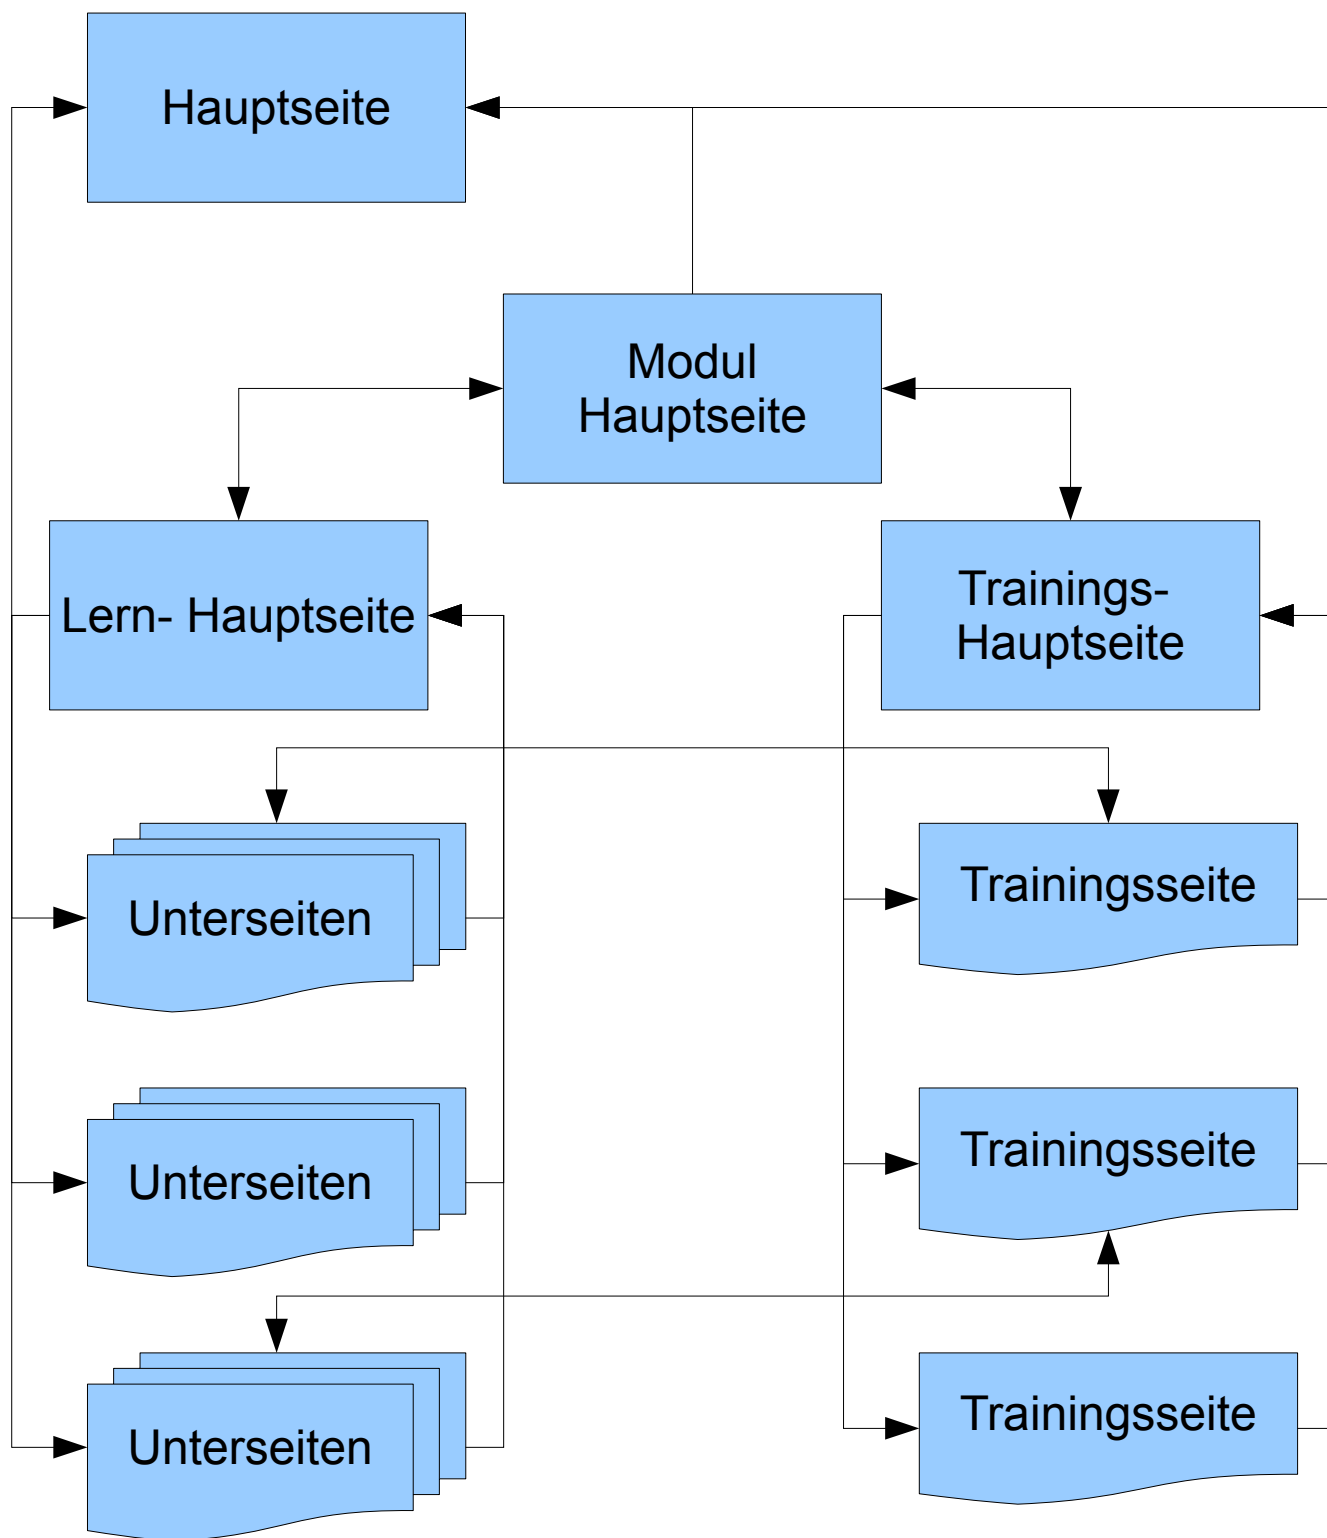 Hauptseite
Modul
Hauptseite
Lern- Hauptseite
Trainings-
Hauptseite
Unterseiten
Trainingsseite
Unterseiten
Trainingsseite
Unterseiten
Trainingsseite